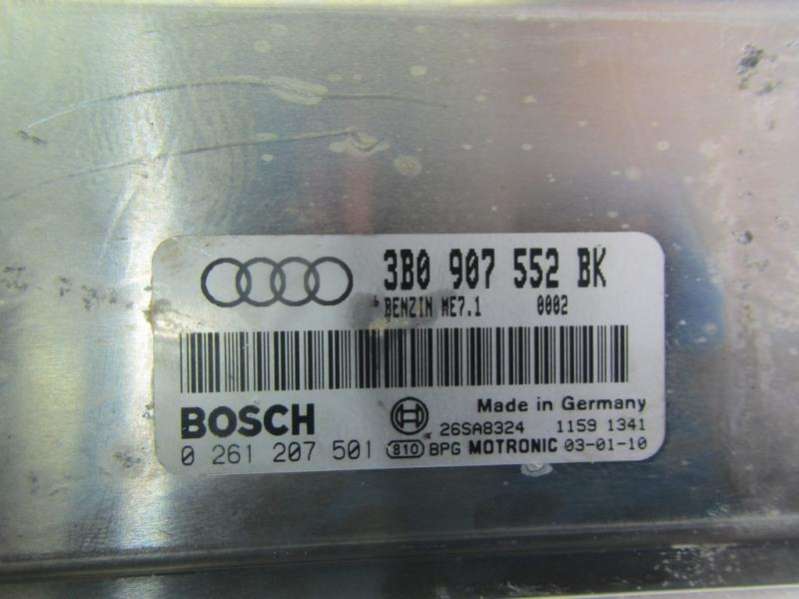 3B0 907 552 BK
BENZIN ME7.1 0002
BOSCH Made in Germany
26SA8324 1159 1341
0 261 207 501 810 BPG MOTRONIC 03-01-10